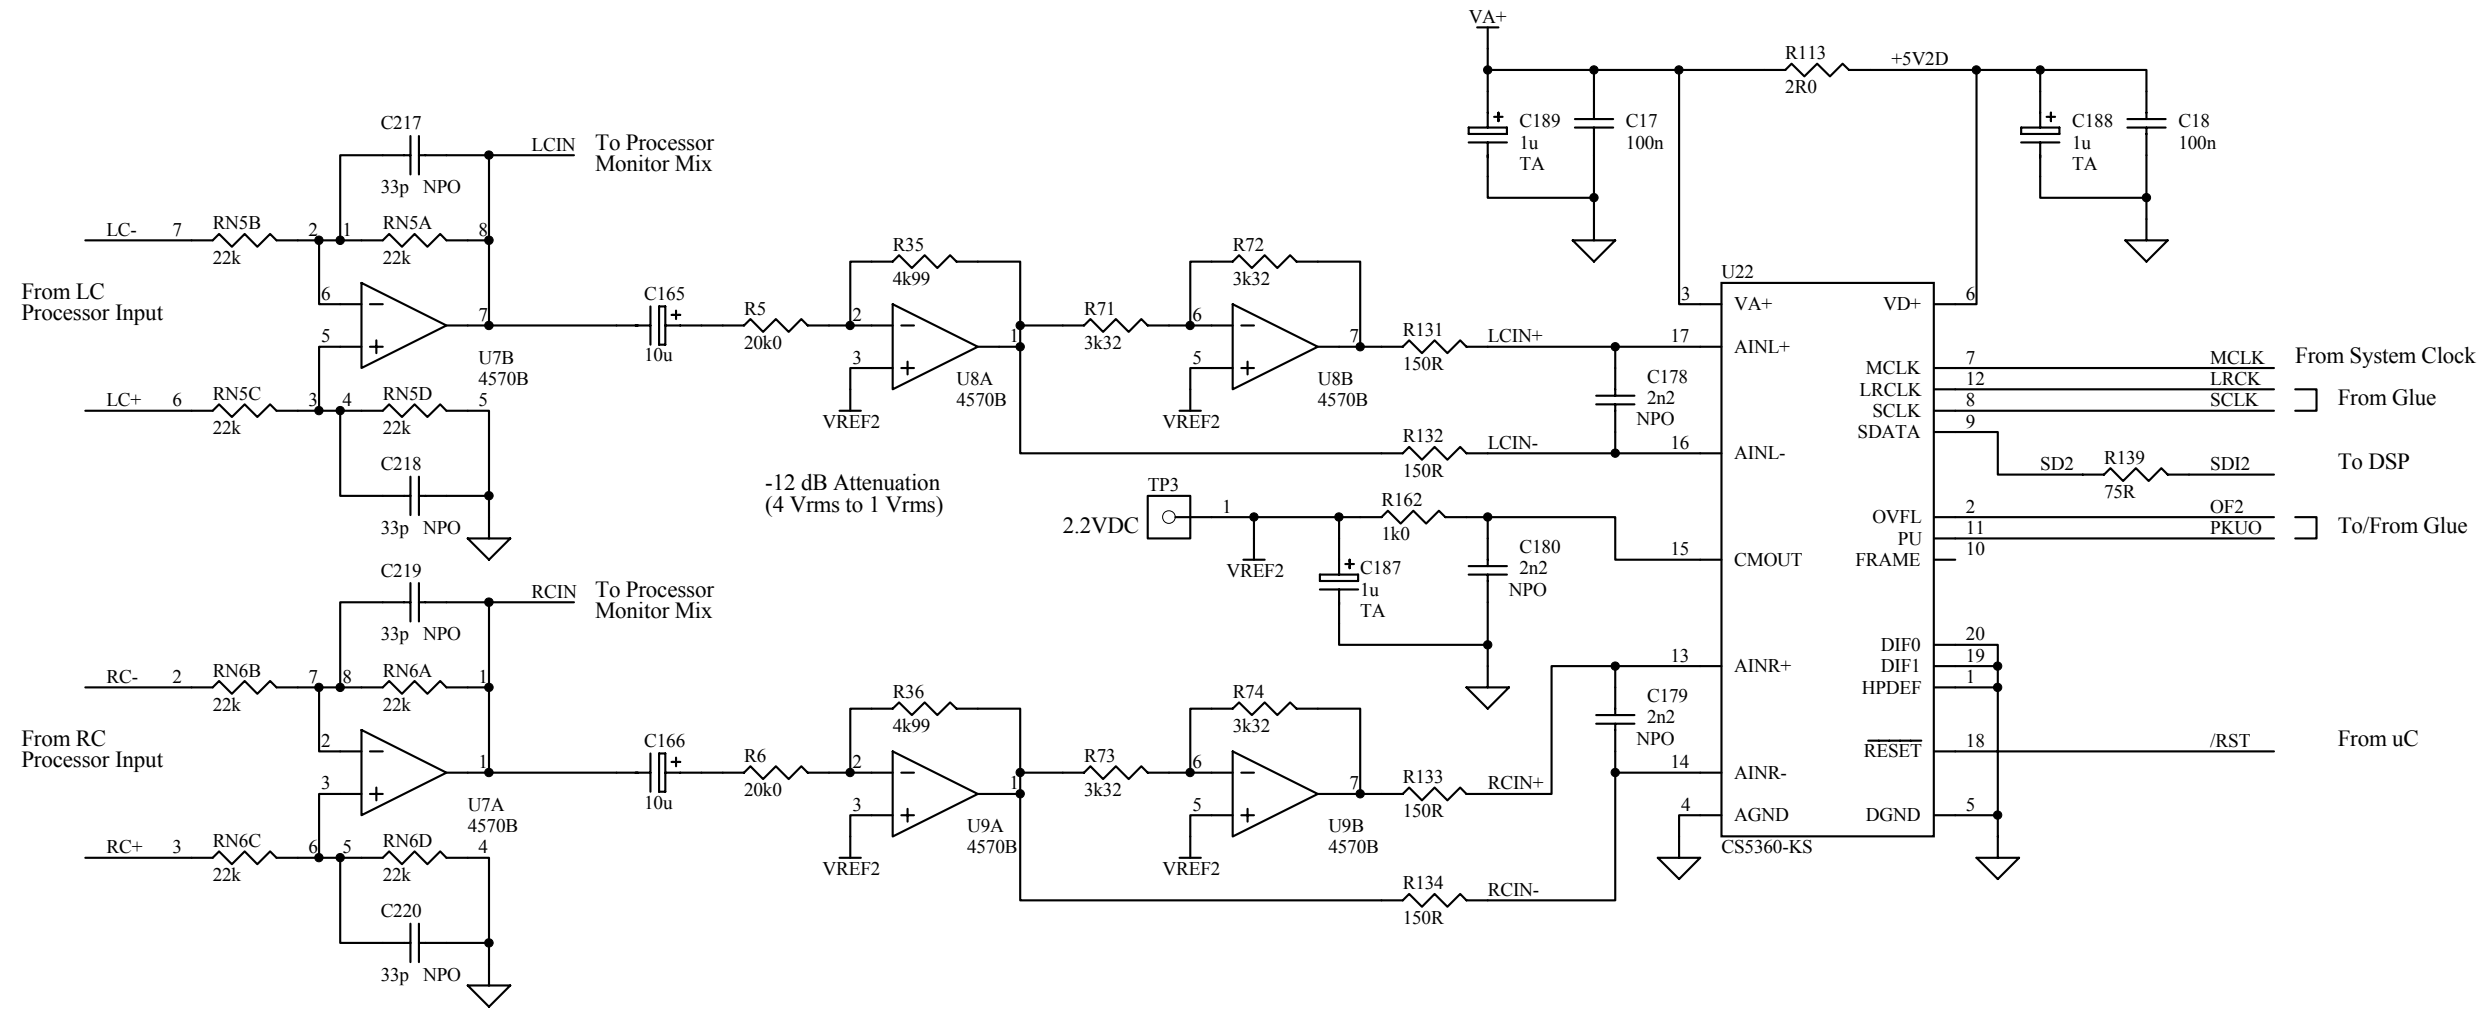 VA+
R113
2R0
+5V2D
+
C189
1u
TA
C17
100n
+
C188
1u
TA
C18
100n
C217
33p NPO
LCIN
To Processor
Monitor Mix
LC-
7
RN5B
22k
2
1
RN5A
22k
8
From LC
Processor Input
6
5
7
U7B
4570B
LC+
6
RN5C
22k
3
4
RN5D
22k
5
C218
33p NPO
C165
+
10u
R5
20k0
R35
4k99
2
3
1
U8A
4570B
VREF2
R71
3k32
R72
3k32
6
5
7
U8B
4570B
VREF2
R131
150R
LCIN+
R132
150R
LCIN-
C178
2n2
NPO
-12 dB Attenuation
(4 Vrms to 1 Vrms)
TP3
2.2VDC
1
VREF2
R162
1k0
+
C187
1u
TA
C180
2n2
NPO
U22
3 VA+
VD+ 6
17 AINL+
MCLK 7 MCLK
From System Clock
LRCLK 12 LRCK
SCLK 8 SCLK
From Glue
SDATA 9
16 AINL-
SD2
R139
75R
SDI2
To DSP
OVFL 2 OF2
PU 11 PKUO
To/From Glue
15 CMOUT
FRAME 10
DIF0 20
13 AINR+
DIF1 19
HPDEF 1
RESET 18 /RST
From uC
14 AINR-
4 AGND
DGND 5
CS5360-KS
C219
33p NPO
RCIN
To Processor
Monitor Mix
RC-
2
RN6B
22k
7
8
RN6A
22k
1
From RC
Processor Input
2
3
1
U7A
4570B
RC+
3
RN6C
22k
6
5
RN6D
22k
4
C220
33p NPO
C166
+
10u
R6
20k0
R36
4k99
2
3
1
U9A
4570B
VREF2
R73
3k32
R74
3k32
6
5
7
U9B
4570B
VREF2
R133
150R
RCIN+
R134
150R
RCIN-
C179
2n2
NPO